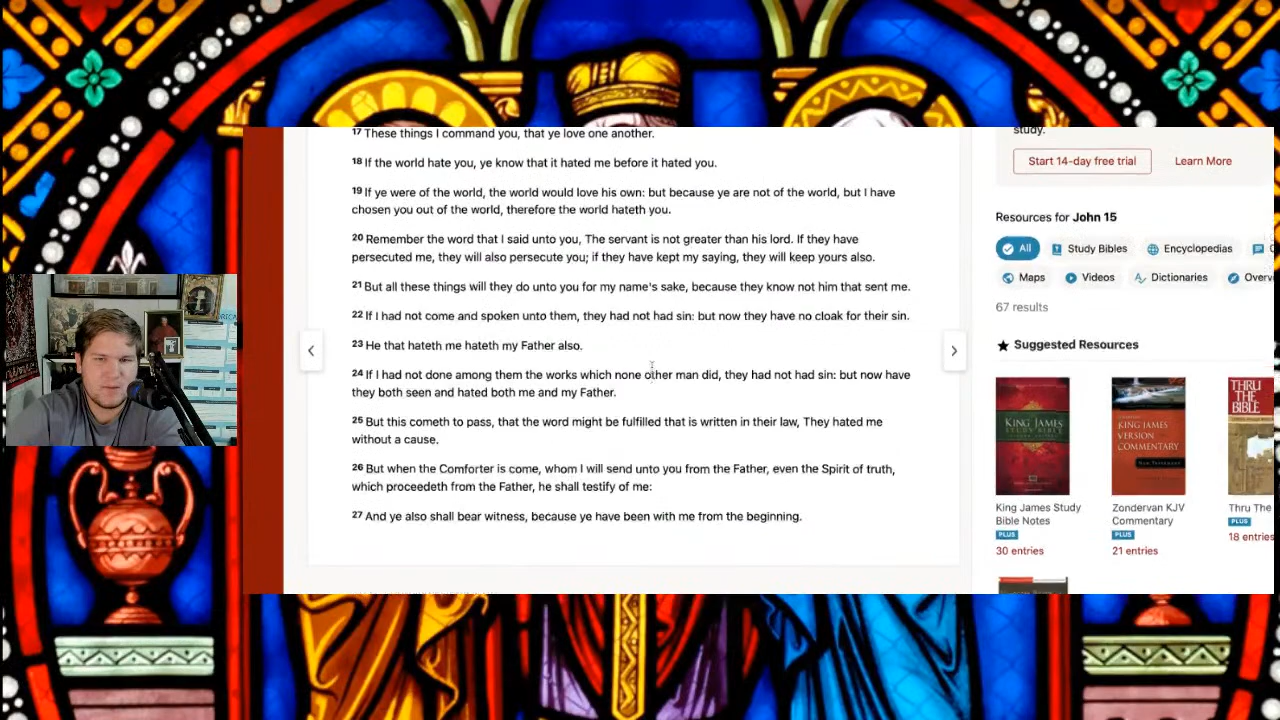 17 These things I command you, that ye love one another.
18 If the world hate you, ye know that it hated me before it hated you.
19 If ye were of the world, the world would love his own: but because ye are not of the world, but I have
chosen you out of the world, therefore the world hateth you.
20 Remember the word that I said unto you, The servant is not greater than his lord. If they have
persecuted me, they will also persecute you; if they have kept my saying, they will keep yours also.
21 But all these things will they do unto you for my name's sake, because they know not him that sent me.
22 If I had not come and spoken unto them, they had not had sin: but now they have no cloak for their sin.
23 He that hateth me hateth my Father also.
24 If I had not done among them the works which none other man did, they had not had sin: but now have
they both seen and hated both me and my Father.
25 But this cometh to pass, that the word might be fulfilled that is written in their law, They hated me
without a cause.
26 But when the Comforter is come, whom I will send unto you from the Father, even the Spirit of truth,
which proceedeth from the Father, he shall testify of me:
27 And ye also shall bear witness, because ye have been with me from the beginning.
study.
Start 14-day free trial
Learn More
Resources for John 15
All
Study Bibles
Encyclopedias
Maps
Videos
Dictionaries
Overv
67 results
Suggested Resources
KING JAMES
STUDY BIBLE
KING JAMES
VERSION
COMMENTARY
THRU
THE
BIBLE
King James Study
Bible Notes
PLUS
30 entries
Zondervan KJV
Commentary
PLUS
21 entries
Thru The
PLUS
18 entries